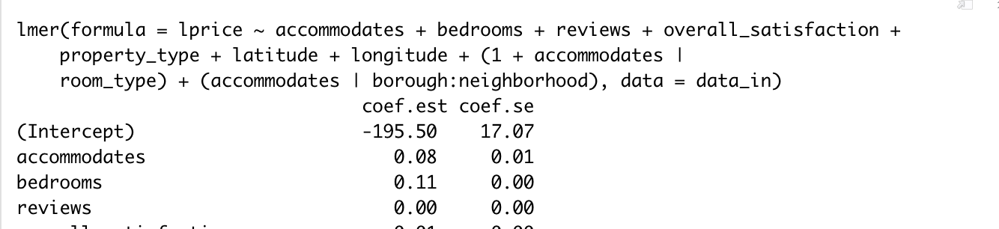 lmer(formula = lprice ~ accommodates + bedrooms + reviews + overall_satisfaction +
    property_type + latitude + longitude + (1 + accommodates |
    room_type) + (accommodates | borough:neighborhood), data = data_in)
                               coef.est coef.se
(Intercept)                    -195.50    17.07
accommodates                      0.08     0.01
bedrooms                          0.11     0.00
reviews                           0.00     0.00